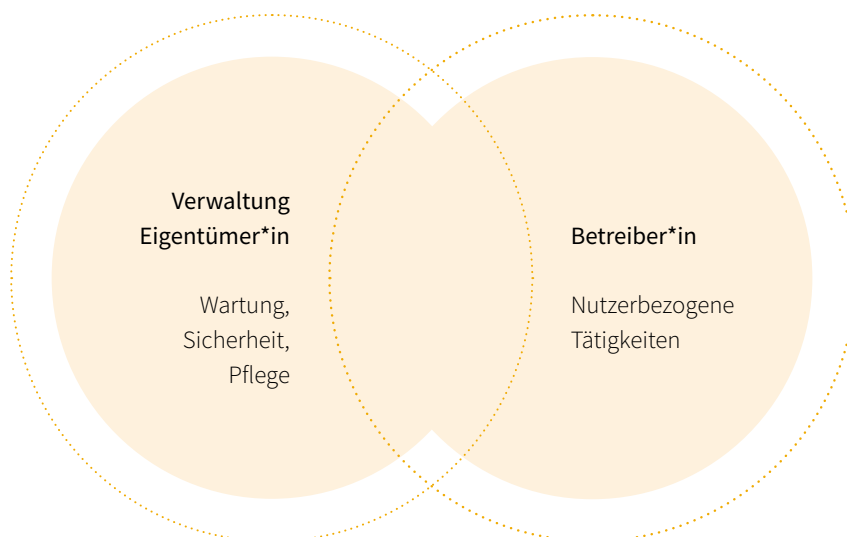 Verwaltung
Eigentümer*in
Wartung,
Sicherheit,
Pflege
Betreiber*in
Nutzerbezogene
Tätigkeiten